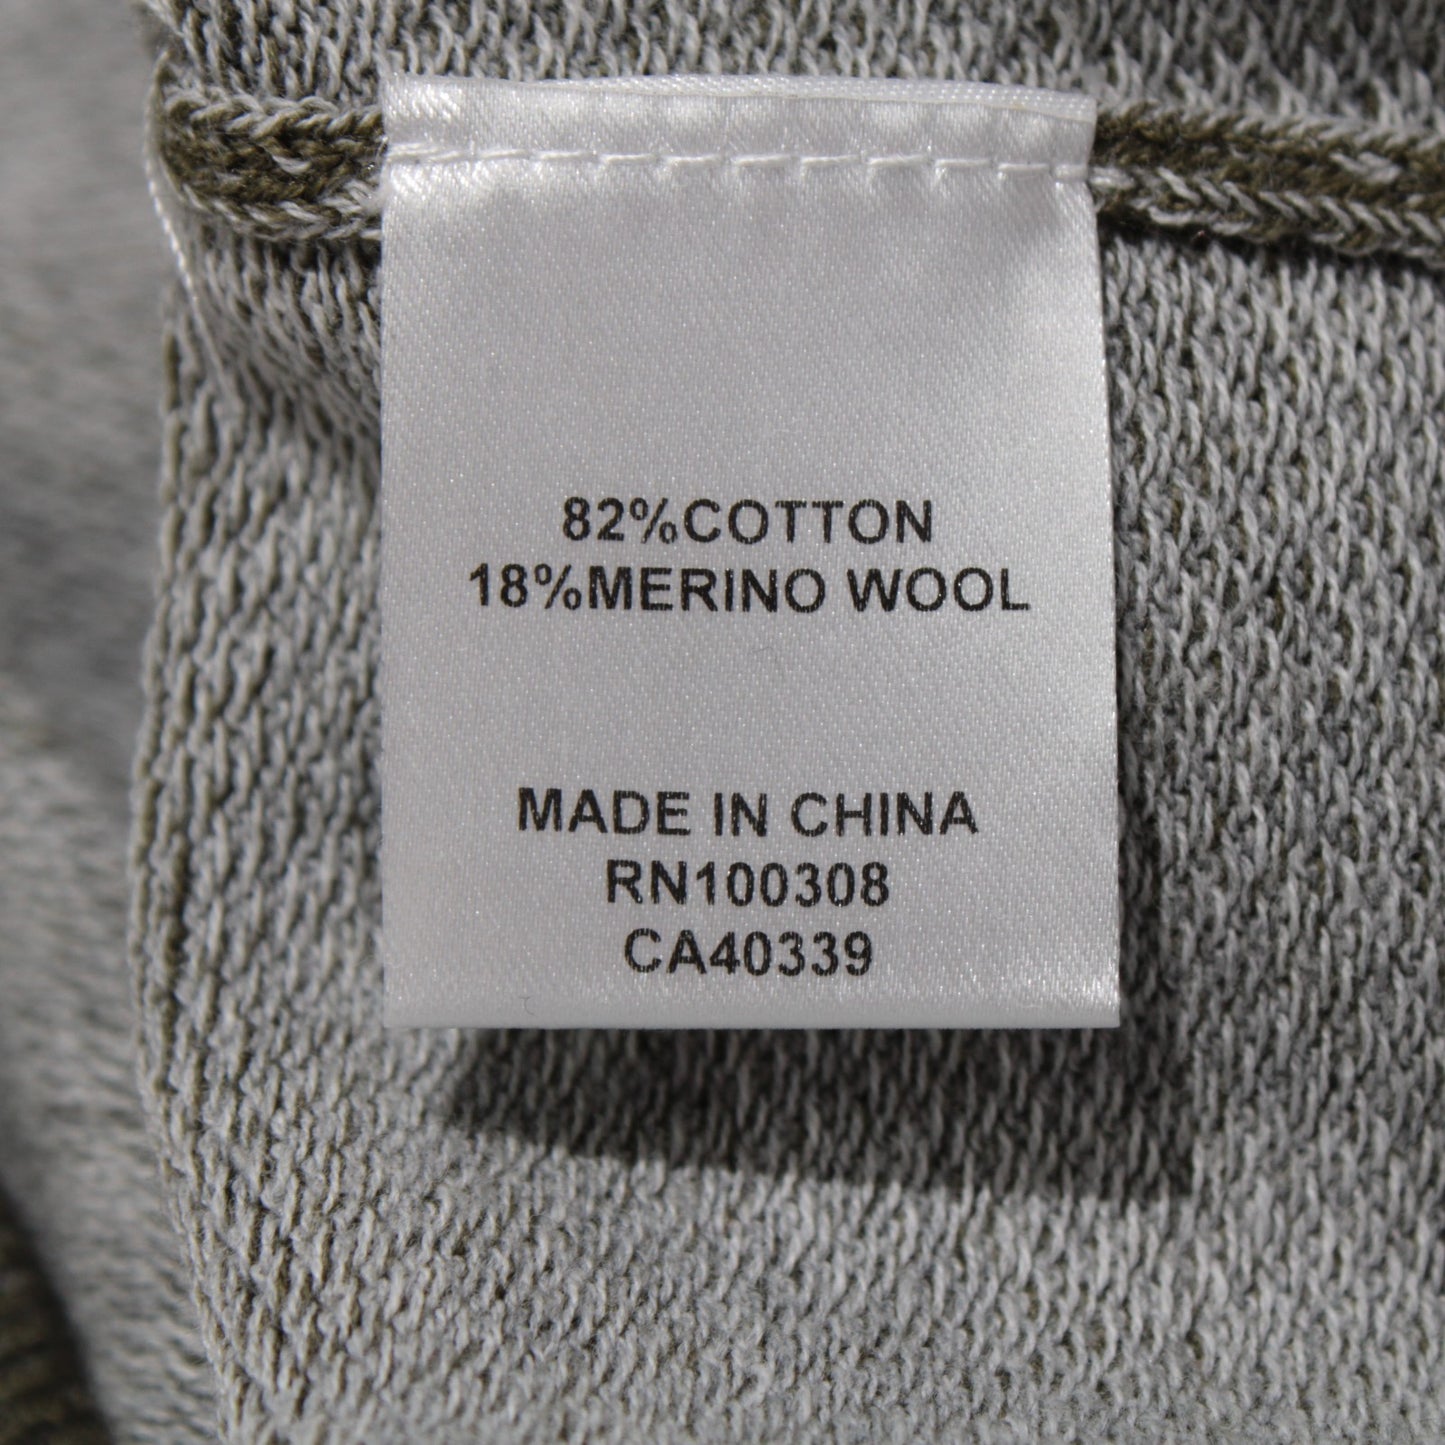 82%COTTON
18%MERINO WOOL
MADE IN CHINA
RN100308
CA40339